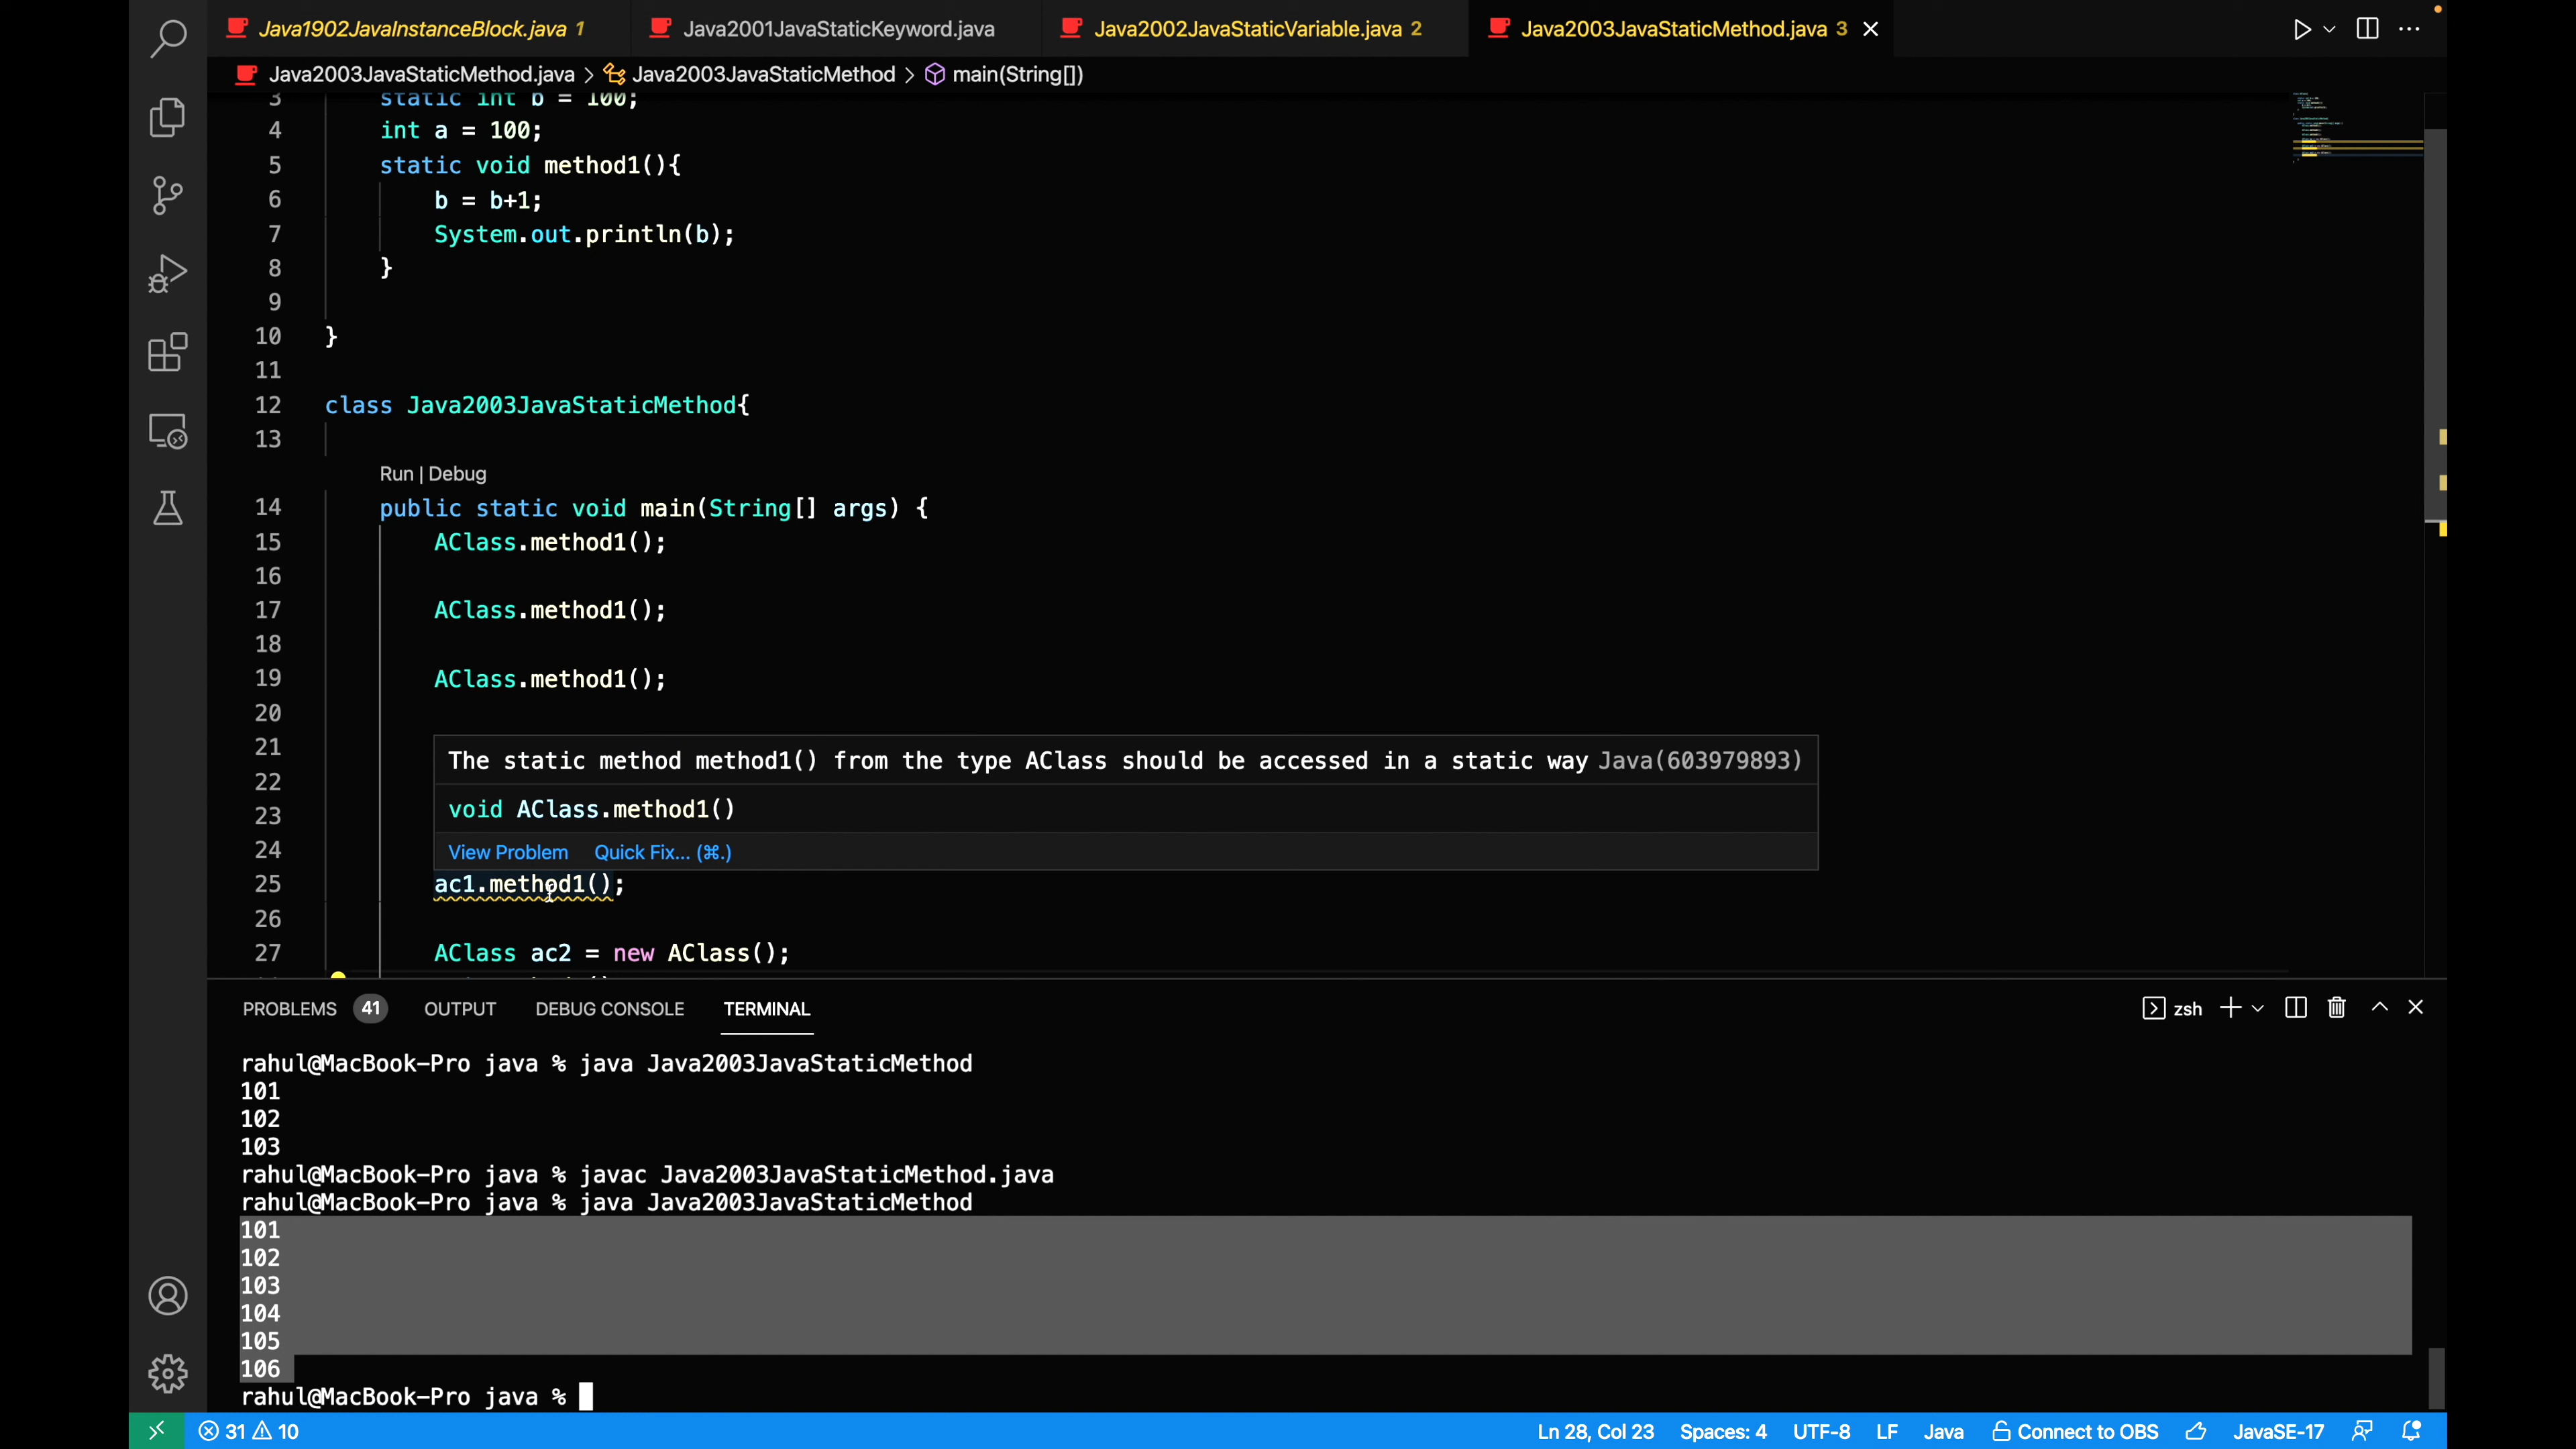 Java1902JavaInstanceBlock.java 1 Java2001JavaStaticKeyword.java Java2002JavaStaticVariable.java 2 Java2003JavaStaticMethod.java 3
Java2003JavaStaticMethod.java > Java2003JavaStaticMethod > main(String[])
3 static int b = 100;
4 int a = 100;
5 static void method1(){
6 b = b+1;
7 System.out.println(b);
8 }
9
10 }
11
12 class Java2003JavaStaticMethod{
13
Run | Debug
14 public static void main(String[] args) {
15 AClass.method1();
16
17 AClass.method1();
18
19 AClass.method1();
20
21
The static method method1() from the type AClass should be accessed in a static way Java(603979893)
22
23 void AClass.method1()
24 View Problem Quick Fix... (⌘.)
25 ac1.method1();
26
27 AClass ac2 = new AClass();
PROBLEMS 41 OUTPUT DEBUG CONSOLE TERMINAL zsh
rahul@MacBook-Pro java % java Java2003JavaStaticMethod
101
102
103
rahul@MacBook-Pro java % javac Java2003JavaStaticMethod.java
rahul@MacBook-Pro java % java Java2003JavaStaticMethod
101
102
103
104
105
106
rahul@MacBook-Pro java %
31 10 Ln 28, Col 23 Spaces: 4 UTF-8 LF Java Connect to OBS JavaSE-17